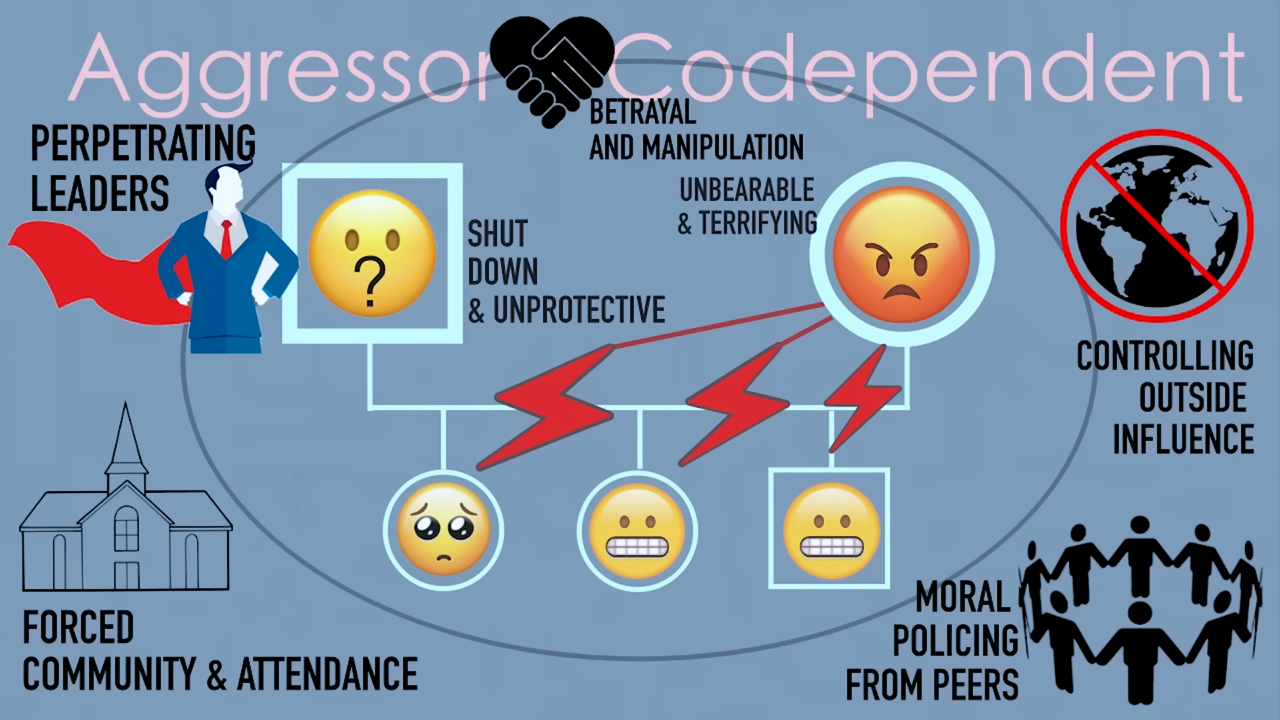 Aggressor Codependent
PERPETRATING
LEADERS
BETRAYAL
AND MANIPULATION
UNBEARABLE
& TERRIFYING
SHUT
DOWN
& UNPROTECTIVE
?
CONTROLLING
OUTSIDE
INFLUENCE
FORCED
COMMUNITY & ATTENDANCE
MORAL
POLICING
FROM PEERS